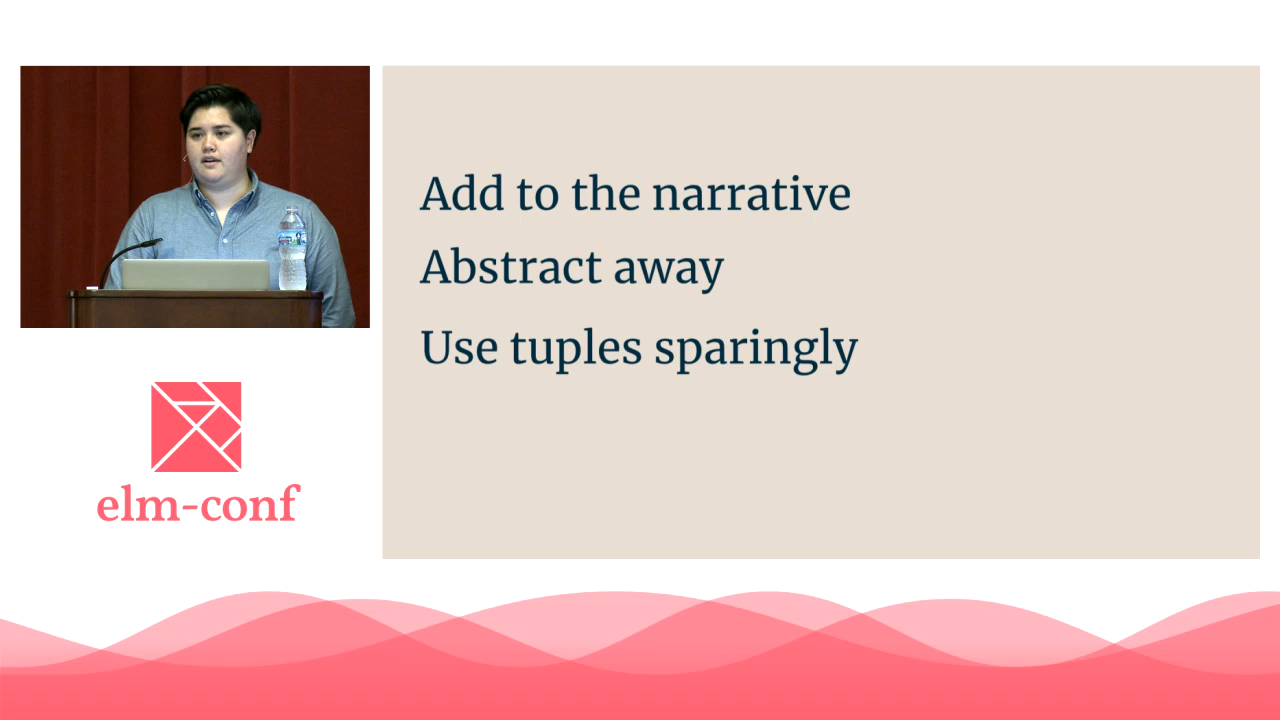 Add to the narrative
Abstract away
Use tuples sparingly
elm-conf